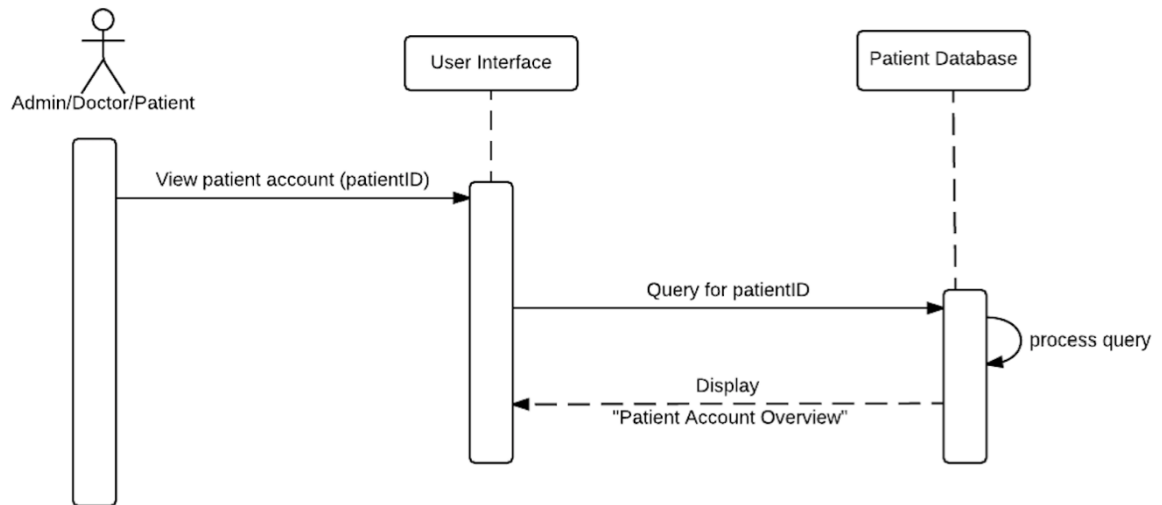 User Interface
Patient Database
Admin/Doctor/Patient
View patient account (patientID)
Query for patientID
process query
Display
"Patient Account Overview"